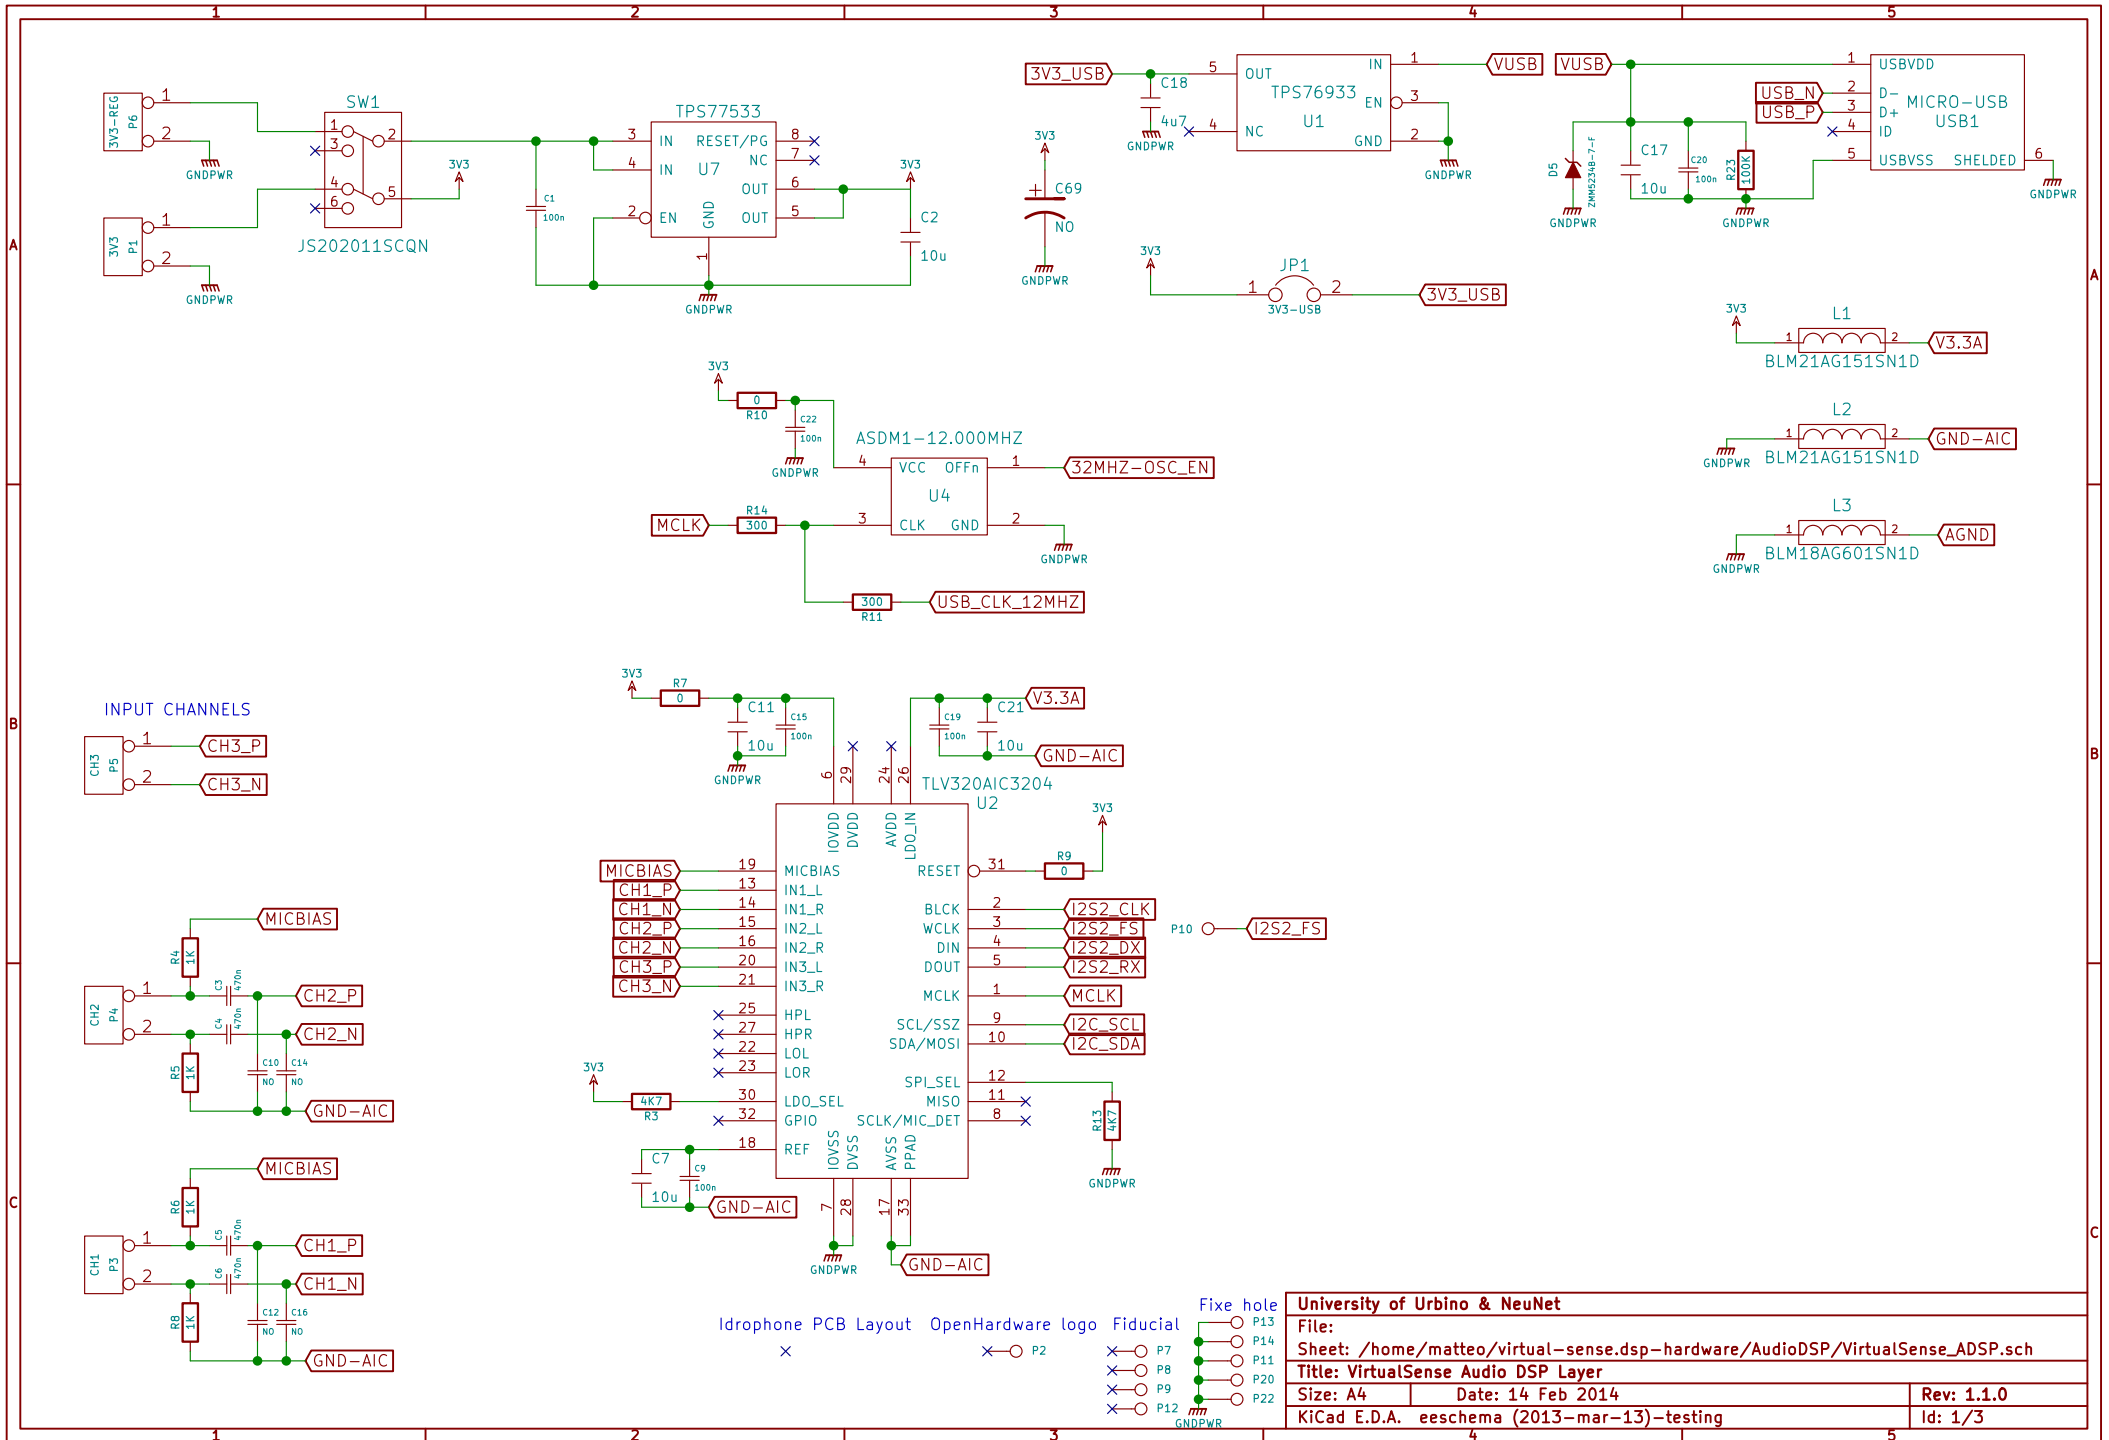 1 2 3 4 5
A
B
C
A
B
C
1 2 3 4 5
3V3-REG
P6
1
2
GNDPWR
3V3
P1
1
2
GNDPWR
SW1
1
3
2
4
6
5
JS202011SCQN
3V3
TPS77533
U7
3 IN
4 IN
2 EN
GND
1
RESET/PG 8
NC 7
OUT 6
OUT 5
C1
100n
3V3
C2
10u
GNDPWR
3V3
C69
NO
GNDPWR
3V3_USB
C18
4u7
GNDPWR
5 OUT
4 NC
TPS76933
U1
IN 1
EN 3
GND 2
VUSB
GNDPWR
VUSB
D5
ZMM5234B-7-F
GNDPWR
C17
10u
C20
100n
R23
100K
GNDPWR
USB_N
USB_P
1 USBVDD
2 D-
3 D+
4 ID
5 USBVSS
MICRO-USB
USB1
SHELDED 6
GNDPWR
3V3
JP1
1 2
3V3-USB
3V3_USB
3V3
L1
1 2
BLM21AG151SN1D
V3.3A
L2
1 2
BLM21AG151SN1D
GNDPWR
GND-AIC
L3
1 2
BLM18AG601SN1D
GNDPWR
AGND
3V3
0
R10
C22
100n
GNDPWR
ASDM1-12.000MHZ
4 VCC
OFFn 1
U4
3 CLK
GND 2
32MHZ-OSC_EN
GNDPWR
MCLK
R14
300
300
R11
USB_CLK_12MHZ
INPUT CHANNELS
CH3
P5
1
2
CH3_P
CH3_N
MICBIAS
R4
1K
CH2
P4
1
2
C3
470n
C4
470n
CH2_P
CH2_N
R5
1K
C10
NO
C14
NO
GND-AIC
MICBIAS
R6
1K
CH1
P3
1
2
C5
470n
C6
470n
CH1_P
CH1_N
R8
1K
C12
NO
C16
NO
GND-AIC
3V3
R7
0
C11
10u
C15
100n
GNDPWR
C19
100n
C21
10u
V3.3A
GND-AIC
TLV320AIC3204
U2
6 IOVDD
29 DVDD
24 AVDD
26 LDO_IN
MICBIAS 19 MICBIAS
CH1_P 13 IN1_L
CH1_N 14 IN1_R
CH2_P 15 IN2_L
CH2_N 16 IN2_R
CH3_P 20 IN3_L
CH3_N 21 IN3_R
25 HPL
27 HPR
22 LOL
23 LOR
30 LDO_SEL
32 GPIO
18 REF
3V3
4K7
R3
C7
10u
C9
100n
GND-AIC
RESET 31
R9
0
3V3
BLCK 2 I2S2_CLK
WCLK 3 I2S2_FS
DIN 4 I2S2_DX
DOUT 5 I2S2_RX
MCLK 1 MCLK
SCL/SSZ 9 I2C_SCL
SDA/MOSI 10 I2C_SDA
SPI_SEL 12
MISO 11
SCLK/MIC_DET 8
R13
4K7
GNDPWR
P10
I2S2_FS
IOVSS 7
DVSS 28
AVSS 17
PPAD 33
GNDPWR
GND-AIC
Idrophone PCB Layout
OpenHardware logo
P2
Fiducial
P7
P8
P9
P12
Fixe hole
P13
P14
P11
P20
P22
GNDPWR
University of Urbino & NeuNet
File:
Sheet: /home/matteo/virtual-sense.dsp-hardware/AudioDSP/VirtualSense_ADSP.sch
Title: VirtualSense Audio DSP Layer
Size: A4 Date: 14 Feb 2014 Rev: 1.1.0
KiCad E.D.A. eeschema (2013-mar-13)-testing Id: 1/3